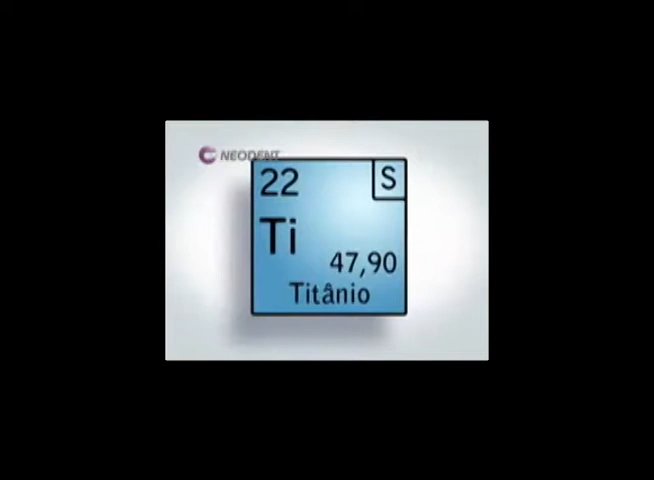 NEODENT
22
S
Ti
47,90
Titânio